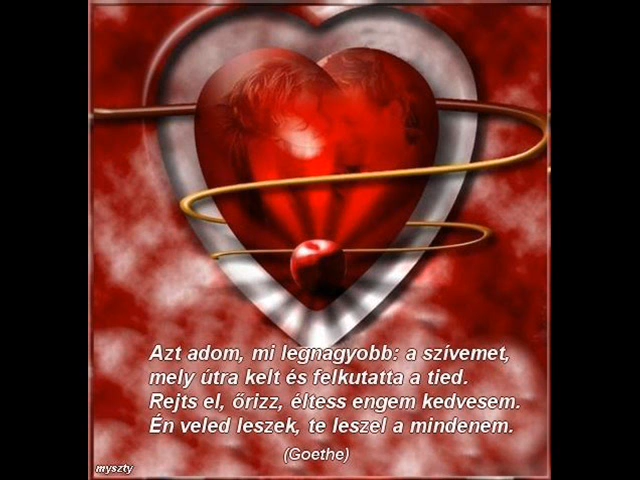 Azt adom, mi legnagyobb: a szívemet,
mely útra kelt és felkutatta a tied.
Rejts el, őrizz, éltess engem kedvesem.
Én veled leszek, te leszel a mindenem.
(Goethe)
myszty